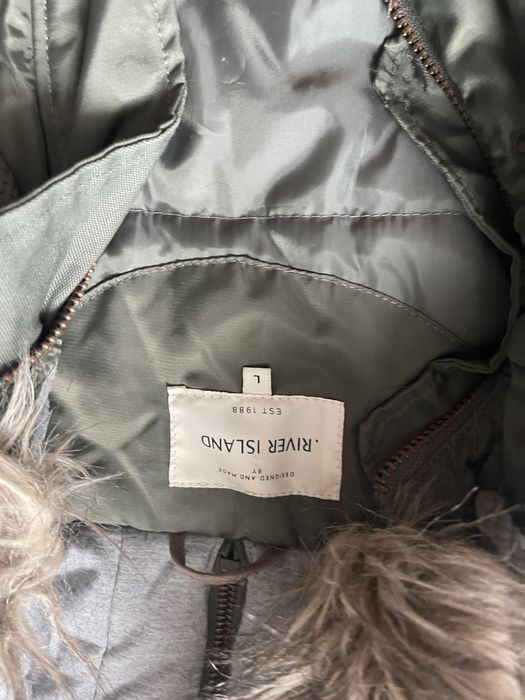 DESIGNED AND MADE
BY
. RIVER ISLAND
EST 1988
L